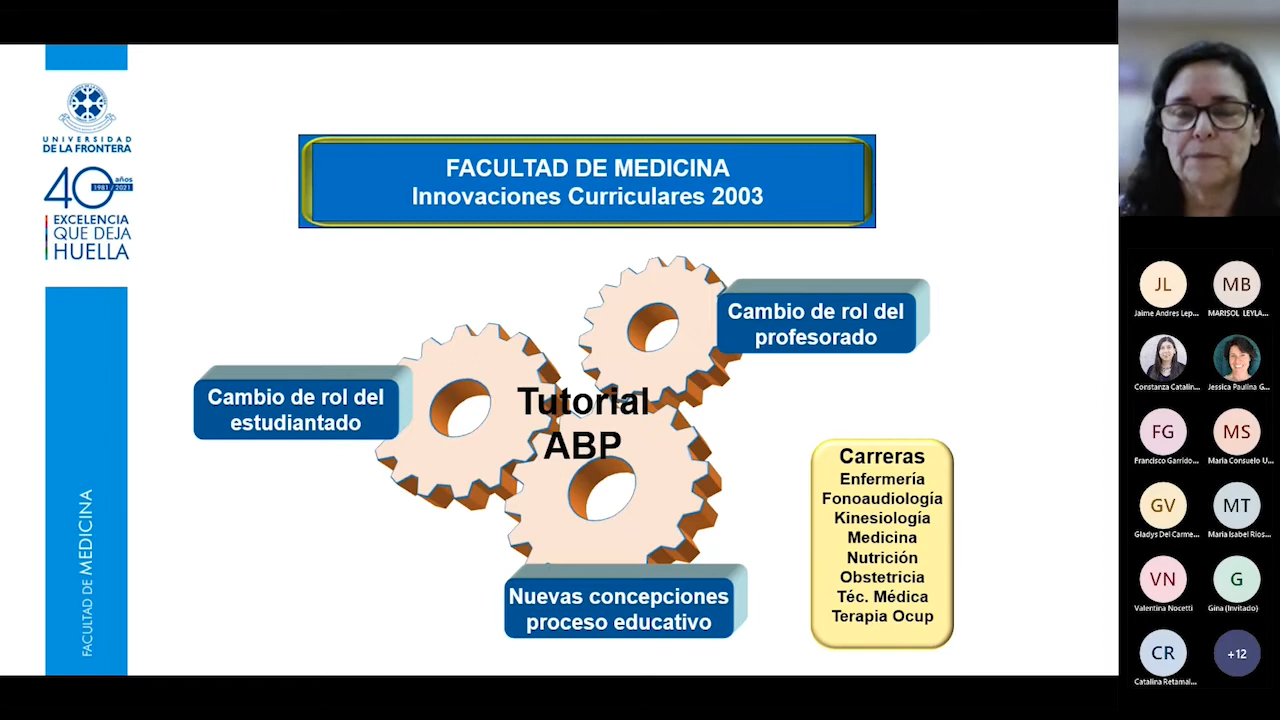 UNIVERSIDAD
DE LA FRONTERA
40 años
1981 / 2021
EXCELENCIA
QUE DEJA
HUELLA
FACULTAD DE MEDICINA
FACULTAD DE MEDICINA
Innovaciones Curriculares 2003
Cambio de rol del
profesorado
Cambio de rol del
estudiantado
Tutorial
ABP
Nuevas concepciones
proceso educativo
Carreras
Enfermería
Fonoaudiología
Kinesiología
Medicina
Nutrición
Obstetricia
Téc. Médica
Terapia Ocup
JL
MB
Jaime Andres Lep...
MARISOL LEYLA...
Constanza Catalin...
Jessica Paulina G...
FG
MS
Francisco Garrido...
Maria Consuelo U...
GV
MT
Gladys Del Carme...
Maria Isabel Rios...
VN
G
Valentina Nocetti
Gina (Invitado)
CR
+12
Catalina Retamal...